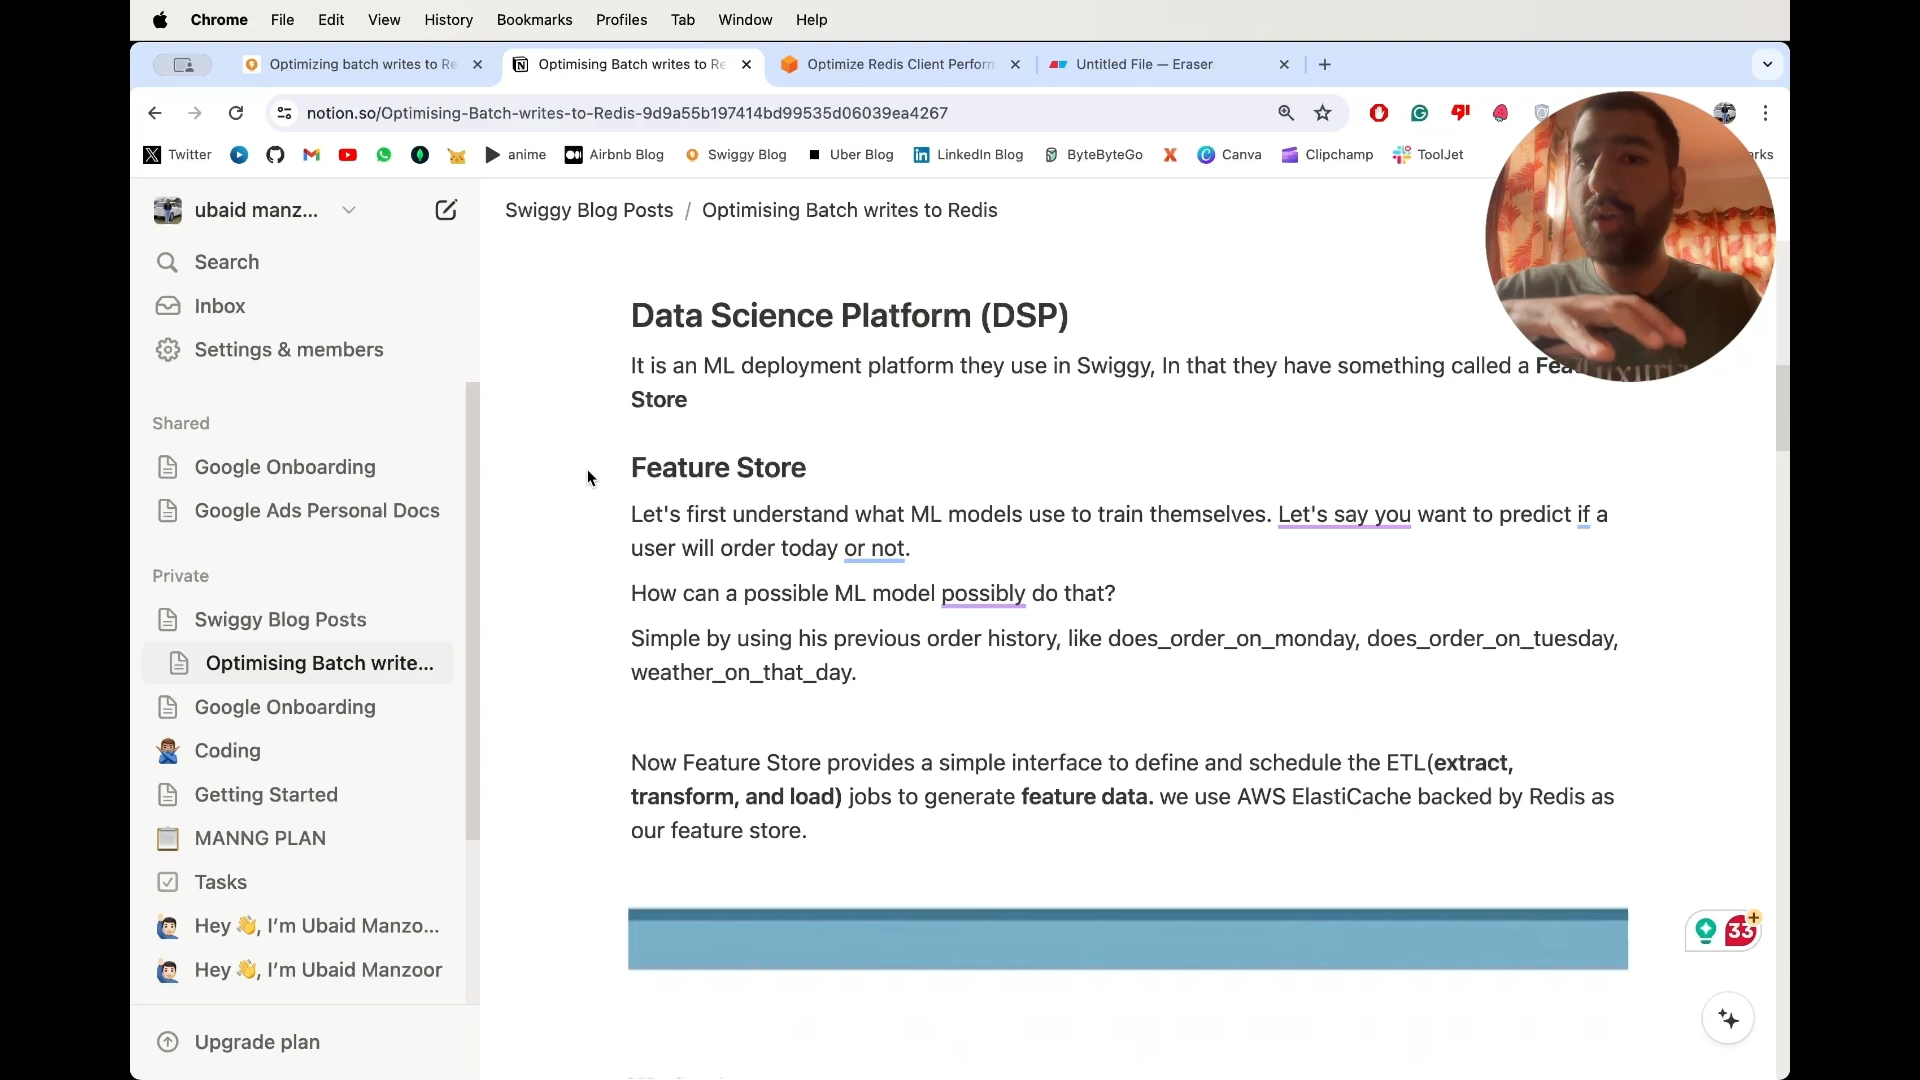 Chrome File Edit View History Bookmarks Profiles Tab Window Help
Optimizing batch writes to Re
Optimising Batch writes to Re
Optimize Redis Client Perform
Untitled File — Eraser
notion.so/Optimising-Batch-writes-to-Redis-9d9a55b197414bd99535d06039ea4267
Twitter anime Airbnb Blog Swiggy Blog Uber Blog LinkedIn Blog ByteByteGo Canva Clipchamp ToolJet
ubaid manz...
Search
Inbox
Settings & members
Shared
Google Onboarding
Google Ads Personal Docs
Private
Swiggy Blog Posts
Optimising Batch write...
Google Onboarding
Coding
Getting Started
MANNG PLAN
Tasks
Hey 👋, I’m Ubaid Manzo...
Hey 👋, I’m Ubaid Manzoor
Upgrade plan
Swiggy Blog Posts / Optimising Batch writes to Redis
Data Science Platform (DSP)
It is an ML deployment platform they use in Swiggy, In that they have something called a
Store
Feature Store
Let's first understand what ML models use to train themselves. Let's say you want to predict if a
user will order today or not.
How can a possible ML model possibly do that?
Simple by using his previous order history, like does_order_on_monday, does_order_on_tuesday,
weather_on_that_day.
Now Feature Store provides a simple interface to define and schedule the ETL(extract,
transform, and load) jobs to generate feature data. we use AWS ElastiCache backed by Redis as
our feature store.
33